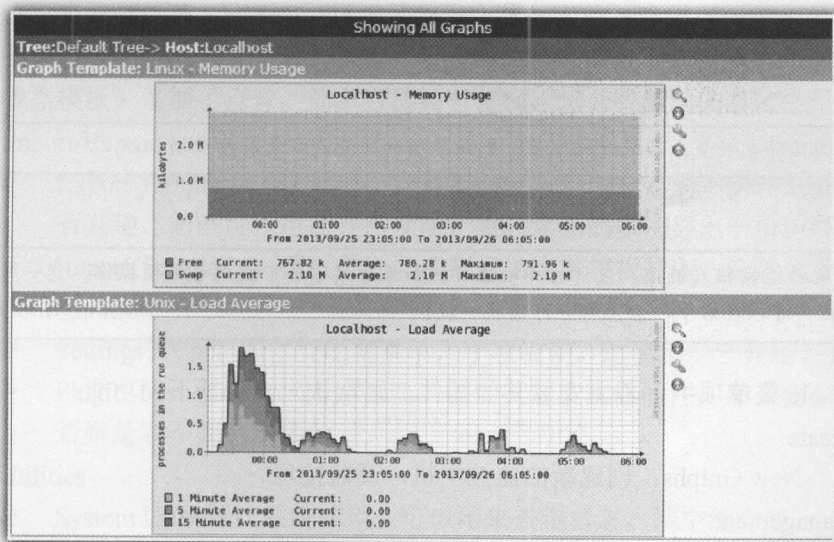 Showing All Graphs
Tree:Default Tree-> Host:Localhost
Graph Template: Linux - Memory Usage
Localhost - Memory Usage
kilobytes
2.0 M
1.0 M
0.0
00:00 01:00 02:00 03:00 04:00 05:00 06:00
From 2013/09/25 23:05:00 To 2013/09/26 06:05:00
Free Current: 767.82 k Average: 780.28 k Maximum: 791.96 k
Swap Current: 2.10 M Average: 2.10 M Maximum: 2.10 M
Graph Template: Unix - Load Average
Localhost - Load Average
processes in the run queue
1.5
1.0
0.5
0.0
00:00 01:00 02:00 03:00 04:00 05:00 06:00
From 2013/09/25 23:05:00 To 2013/09/26 06:05:00
1 Minute Average Current: 0.00
5 Minute Average Current: 0.00
15 Minute Average Current: 0.00